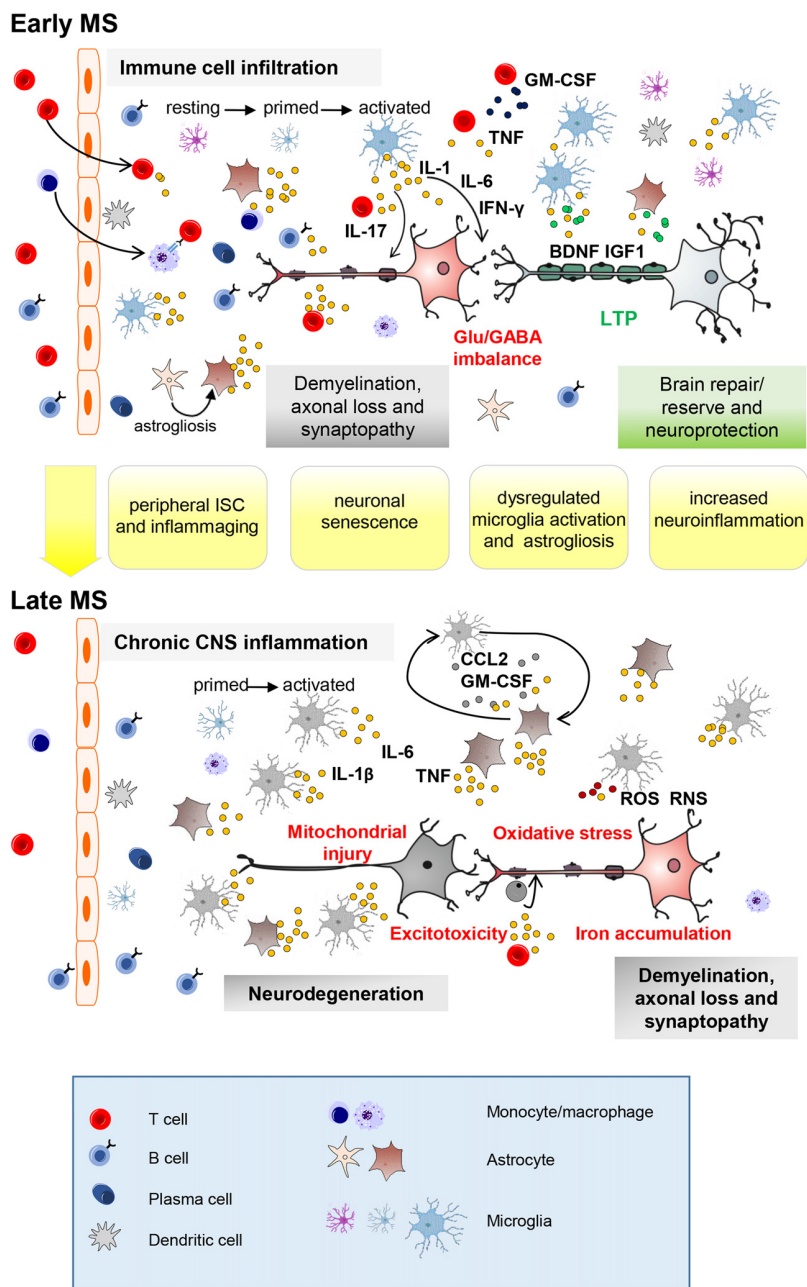 Early MS
Immune cell infiltration
resting primed activated
GM-CSF
TNF
IL-1
IL-6
IFN-γ
IL-17
BDNF IGF1
LTP
Glu/GABA
imbalance
astrogliosis
Demyelination,
axonal loss and
synaptopathy
Brain repair/
reserve and
neuroprotection
peripheral ISC
and inflammaging
neuronal
senescence
dysregulated
microglia activation
and astrogliosis
increased
neuroinflammation
Late MS
Chronic CNS inflammation
primed activated
CCL2
GM-CSF
IL-6
IL-1β
TNF
ROS RNS
Mitochondrial
injury
Oxidative stress
Excitotoxicity
Iron accumulation
Neurodegeneration
Demyelination,
axonal loss and
synaptopathy
T cell
B cell
Plasma cell
Dendritic cell
Monocyte/macrophage
Astrocyte
Microglia